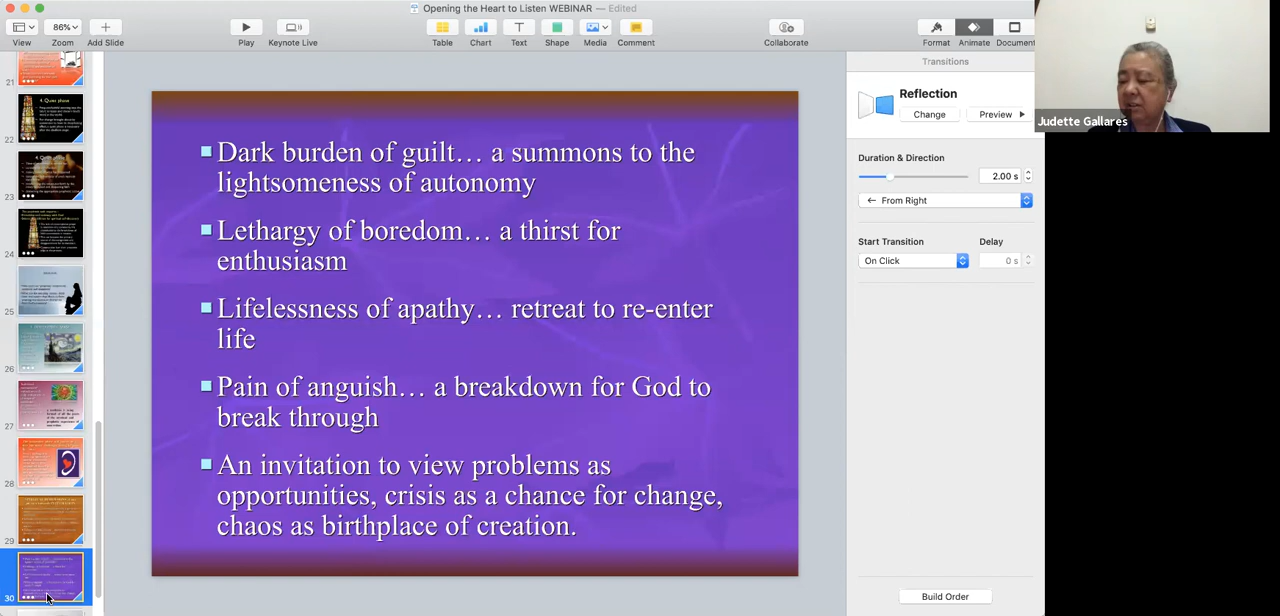 Opening the Heart to Listen WEBINAR — Edited
86%
View
Zoom
Add Slide
Play
Keynote Live
Table
Chart
Text
Shape
Media
Comment
Collaborate
Format
Animate
Document
Transitions
Reflection
Change
Preview
Duration & Direction
2.00 s
From Right
Start Transition
Delay
On Click
0 s
Build Order
Judette Gallares
Dark burden of guilt… a summons to the
lightsomeness of autonomy
Lethargy of boredom… a thirst for
enthusiasm
Lifelessness of apathy… retreat to re-enter
life
Pain of anguish… a breakdown for God to
break through
An invitation to view problems as
opportunities, crisis as a chance for change,
chaos as birthplace of creation.
21
22
23
24
25
26
27
28
29
30